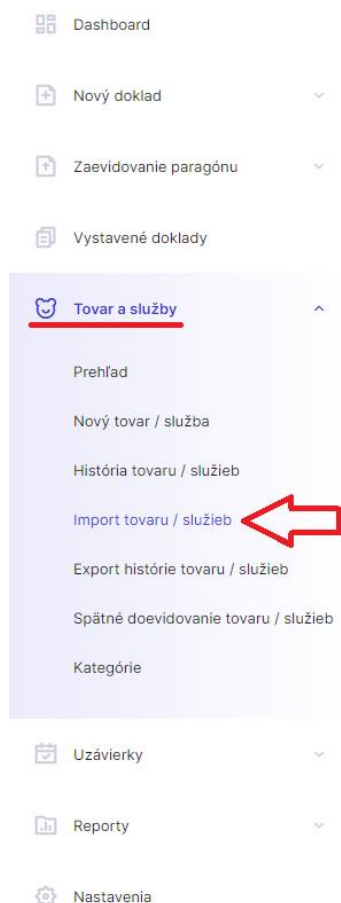 Dashboard
Nový doklad
Zaevidovanie paragónu
Vystavené doklady
Tovar a služby
Prehľad
Nový tovar / služba
História tovaru / služieb
Import tovaru / služieb
Export histórie tovaru / služieb
Spätné doevidovanie tovaru / služieb
Kategórie
Uzávierky
Reporty
Nastavenia